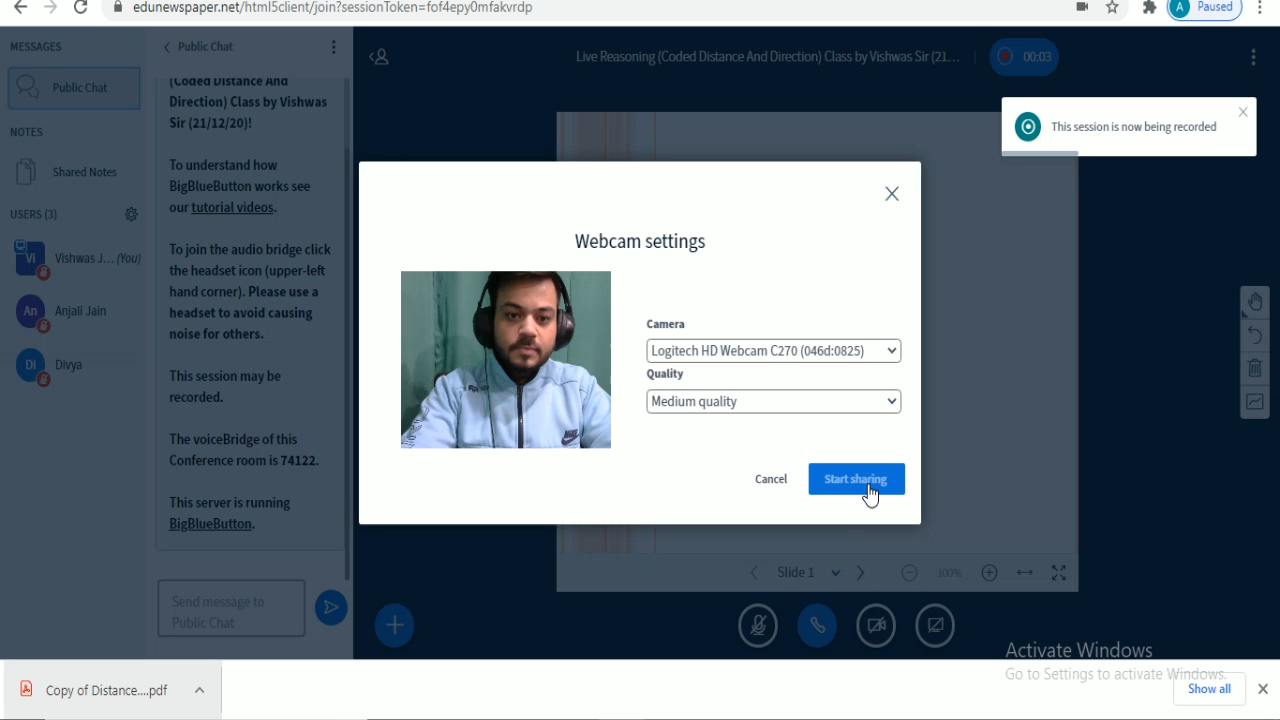 edunewspaper.net/html5client/join?sessionToken=fof4epy0mfakvrdp
A
Paused
MESSAGES
Public Chat
NOTES
Shared Notes
USERS (3)
Vi
Vishwas J... (You)
An
Anjali Jain
Di
Divya
Public Chat
(Coded Distance And
Direction) Class by Vishwas
Sir (21/12/20)!
To understand how
BigBlueButton works see
our tutorial videos.
To join the audio bridge click
the headset icon (upper-left
hand corner). Please use a
headset to avoid causing
noise for others.
This session may be
recorded.
The voiceBridge of this
Conference room is 74122.
This server is running
BigBlueButton.
Send message to
Public Chat
Live Reasoning (Coded Distance And Direction) Class by Vishwas Sir (21...
00:03
This session is now being recorded
Webcam settings
Camera
Logitech HD Webcam C270 (046d:0825)
Quality
Medium quality
Cancel
Start sharing
Slide 1
100%
Activate Windows
Go to Settings to activate Windows.
Copy of Distance....pdf
Show all